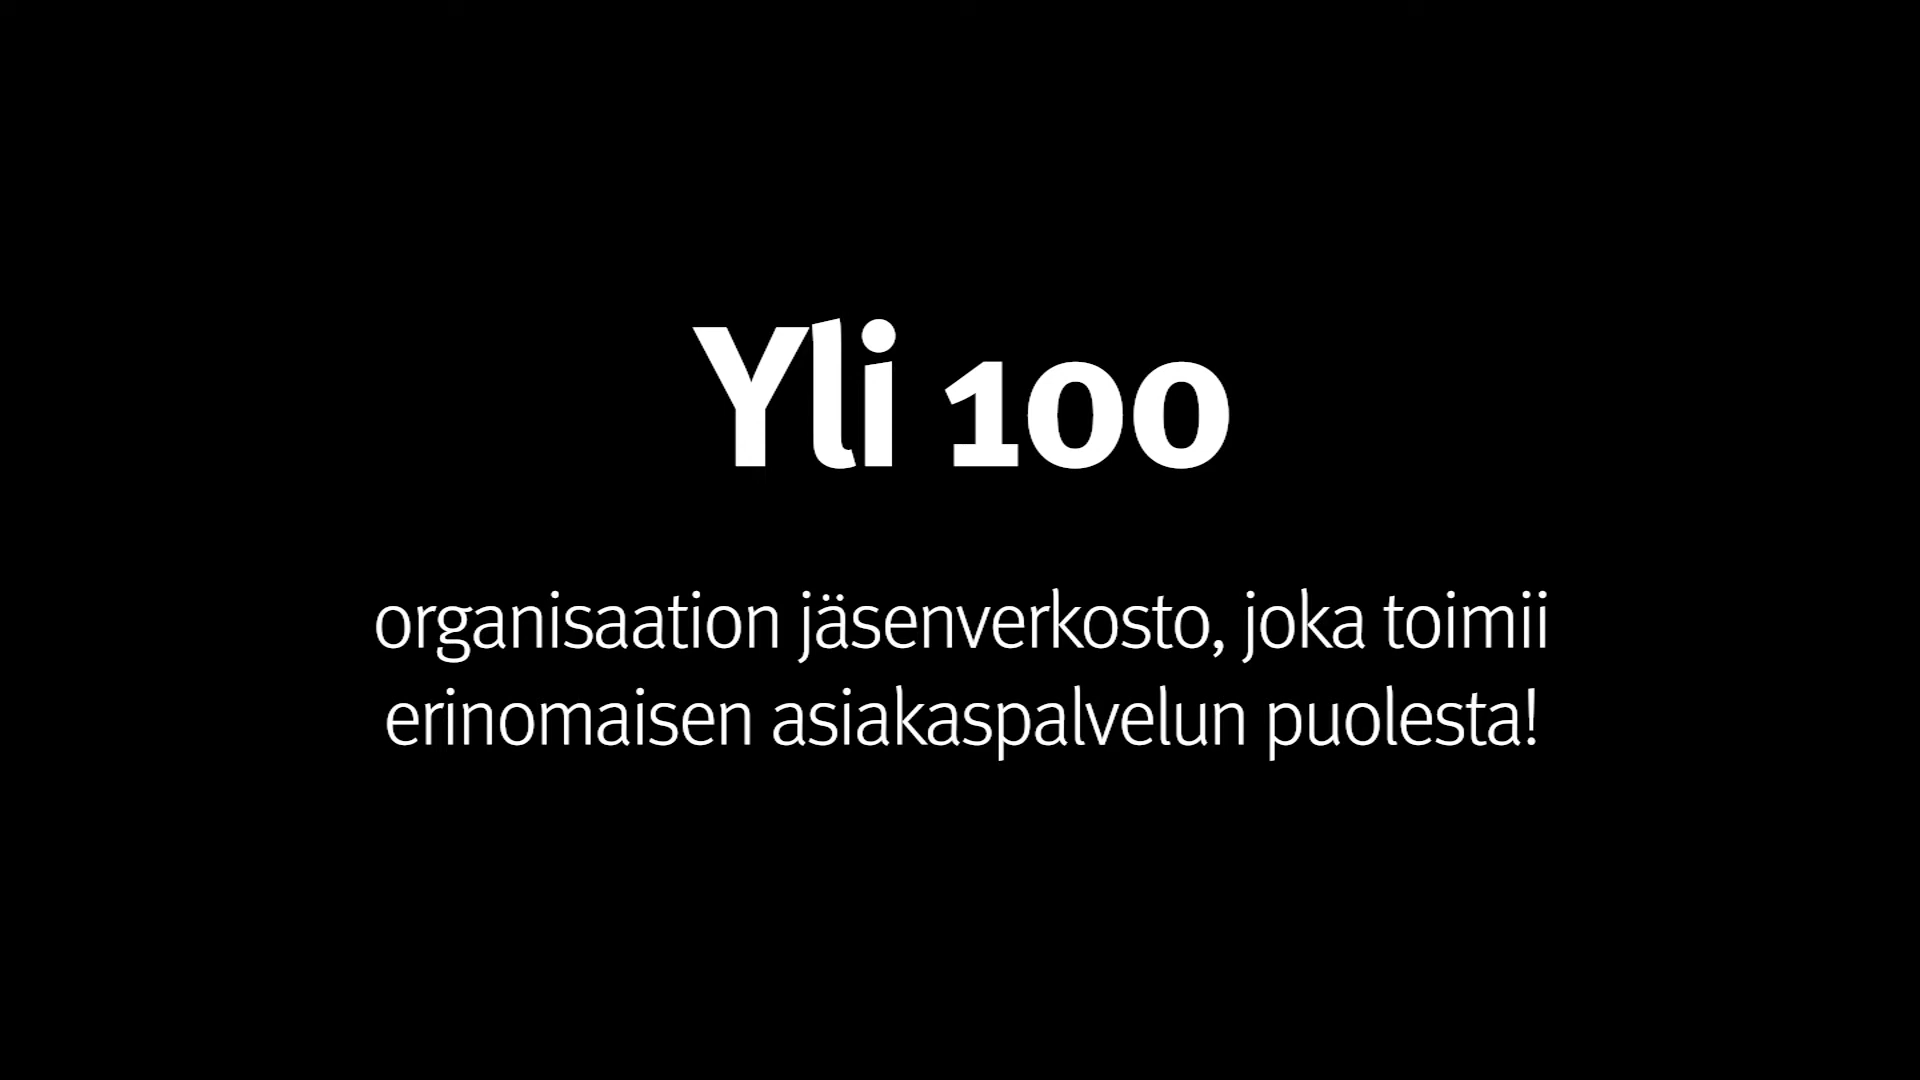 Yli 100
organisaation jäsenverkosto, joka toimii
erinomaisen asiakaspalvelun puolesta!